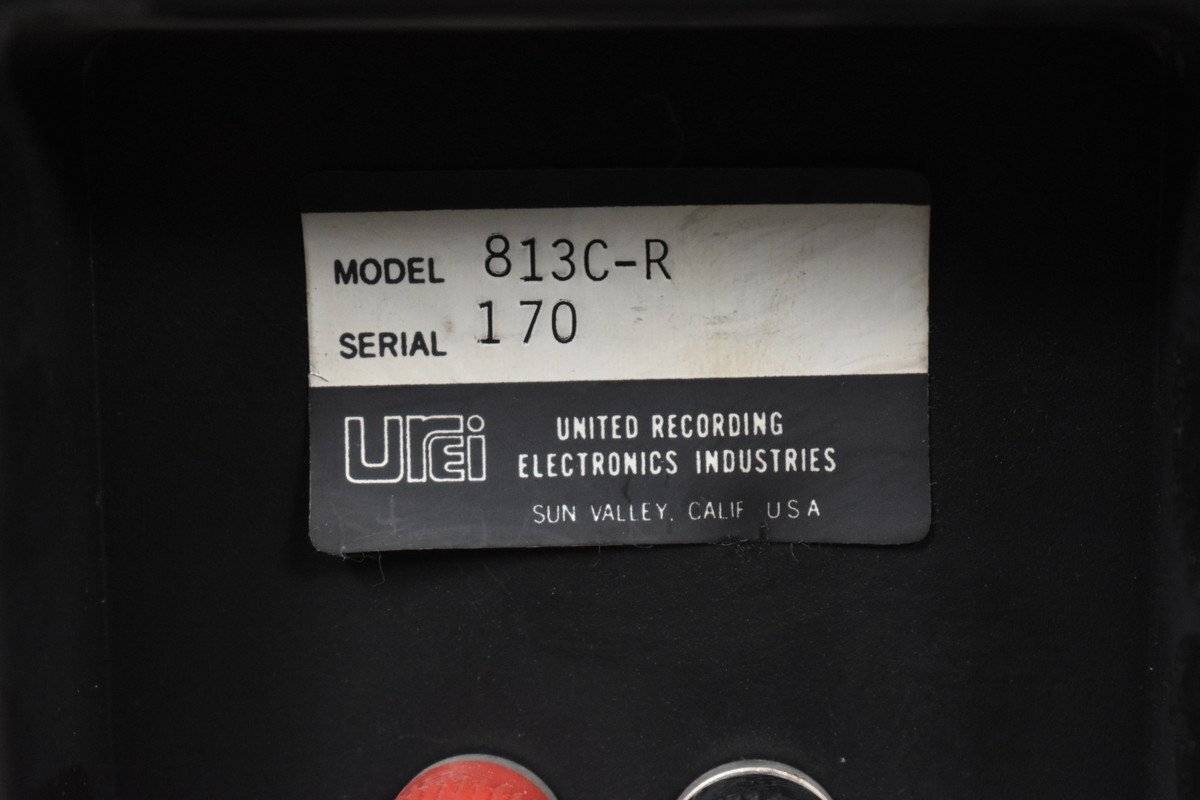 MODEL 813C-R
SERIAL 170
urei
UNITED RECORDING
ELECTRONICS INDUSTRIES
SUN VALLEY, CALIF USA